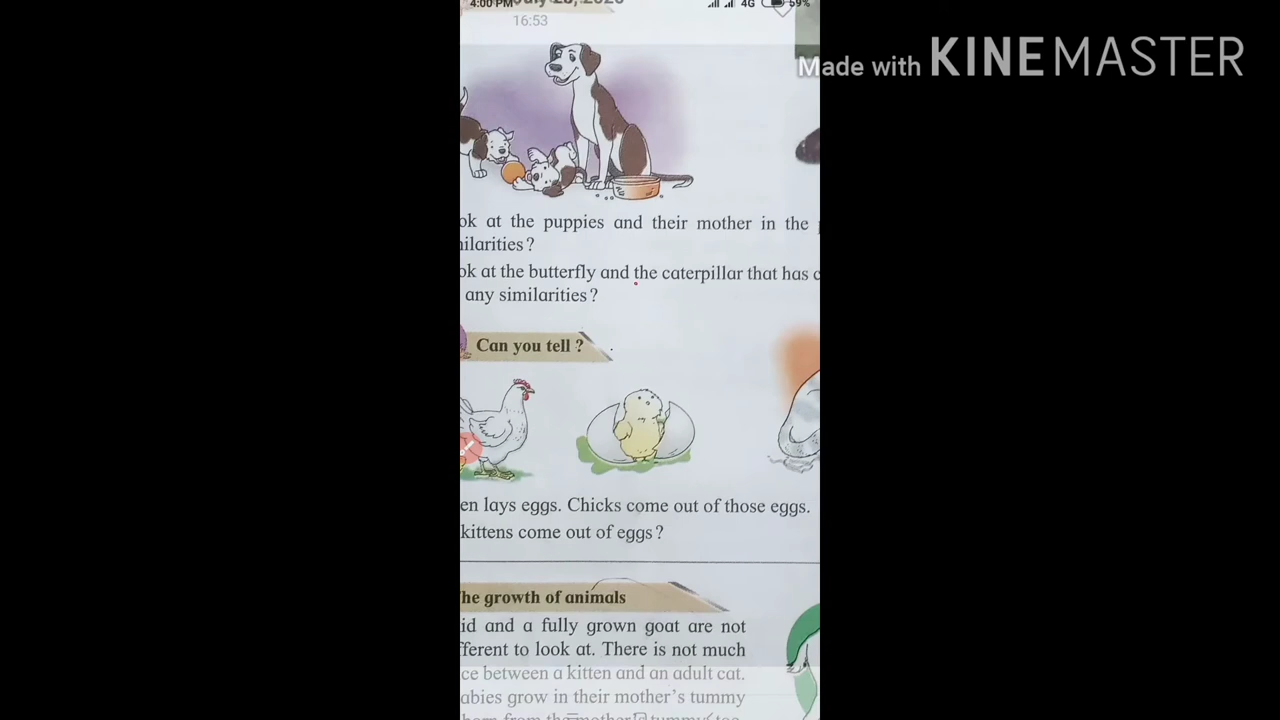 4:00 PM
4G 59%
16:53
Made with KINEMASTER
ok at the puppies and their mother in the
ilarities?
ok at the butterfly and the caterpillar that has c
any similarities?
Can you tell?
en lays eggs. Chicks come out of those eggs.
kittens come out of eggs?
he growth of animals
id and a fully grown goat are not
fferent to look at. There is not much
ce between a kitten and an adult cat.
abies grow in their mother's tummy